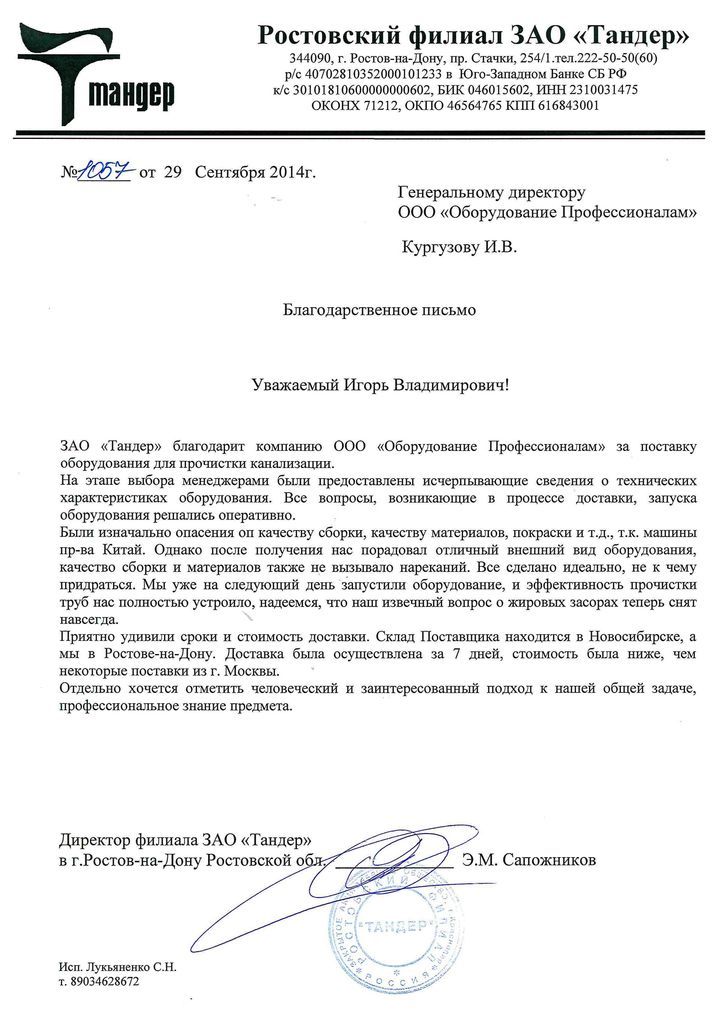 тандер
Ростовский филиал ЗАО «Тандер»
344090, г. Ростов-на-Дону, пр. Стачки, 254/1.тел.222-50-50(60)
р/с 40702810352000101233 в Юго-Западном Банке СБ РФ
к/с 30101810600000000602, БИК 046015602, ИНН 2310031475
ОКОНХ 71212, ОКПО 46564765 КПП 616843001
№1057 от 29 Сентября 2014г.
Генеральному директору
ООО «Оборудование Профессионалам»
Кургузову И.В.
Благодарственное письмо
Уважаемый Игорь Владимирович!
ЗАО «Тандер» благодарит компанию ООО «Оборудование Профессионалам» за поставку
оборудования для прочистки канализации.
На этапе выбора менеджерами были предоставлены исчерпывающие сведения о технических
характеристиках оборудования. Все вопросы, возникающие в процессе доставки, запуска
оборудования решались оперативно.
Были изначально опасения оп качеству сборки, качеству материалов, покраски и т.д., т.к. машины
пр-ва Китай. Однако после получения нас порадовал отличный внешний вид оборудования,
качество сборки и материалов также не вызывало нареканий. Все сделано идеально, не к чему
придраться. Мы уже на следующий день запустили оборудование, и эффективность прочистки
труб нас полностью устроило, надеемся, что наш извечный вопрос о жировых засорах теперь снят
навсегда.
Приятно удивили сроки и стоимость доставки. Склад Поставщика находится в Новосибирске, а
мы в Ростове-на-Дону. Доставка была осуществлена за 7 дней, стоимость была ниже, чем
некоторые поставки из г. Москвы.
Отдельно хочется отметить человеческий и заинтересованный подход к нашей общей задаче,
профессиональное знание предмета.
Директор филиала ЗАО «Тандер»
в г.Ростов-на-Дону Ростовской обл. Э.М. Сапожников
РОСТОВСКИЙ ФИЛИАЛ
"ТАНДЕР"
* РОССИЯ *
Исп. Лукьяненко С.Н.
т. 89034628672